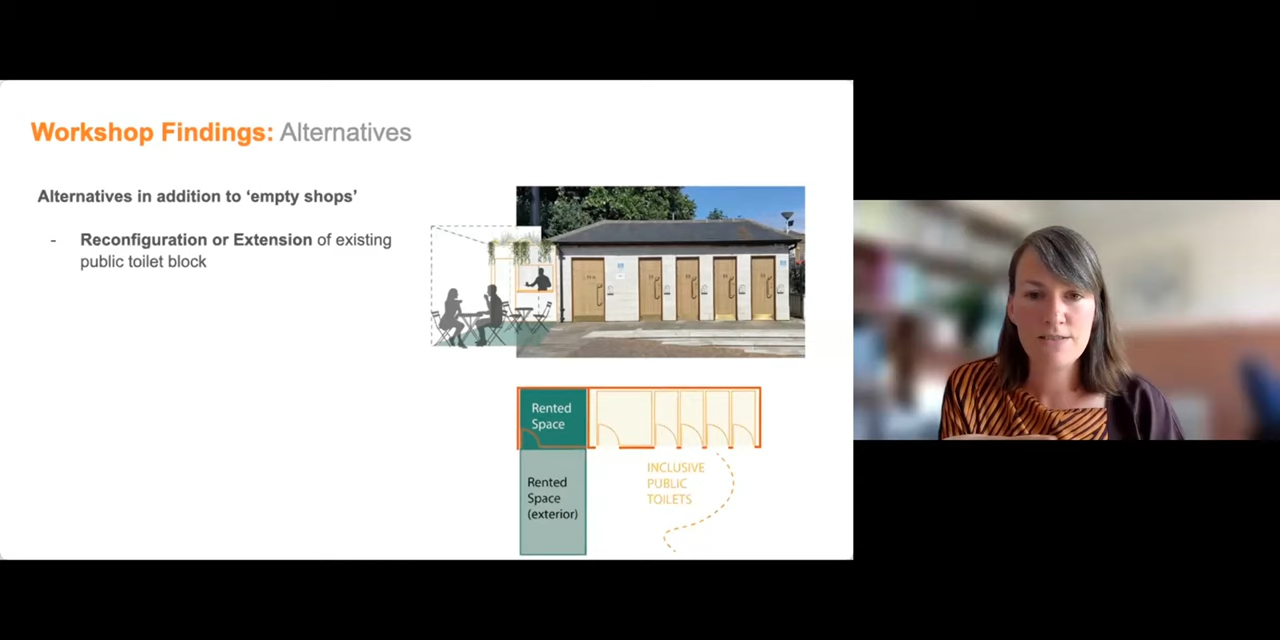 Workshop Findings: Alternatives
Alternatives in addition to ‘empty shops’
- Reconfiguration or Extension of existing
public toilet block
Rented
Space
Rented
Space
(exterior)
INCLUSIVE
PUBLIC
TOILETS